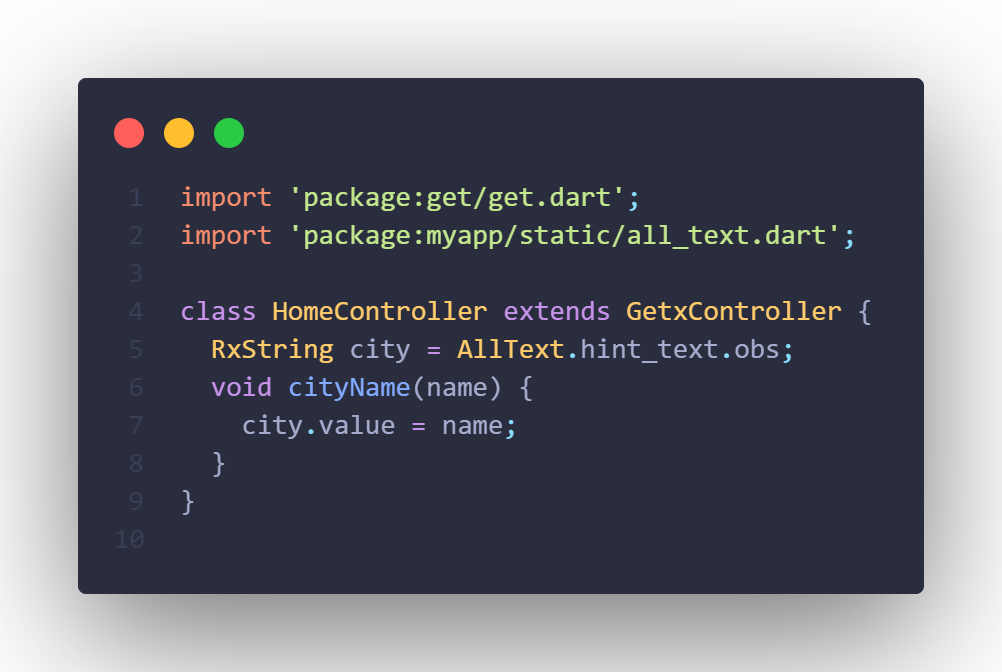 1 import 'package:get/get.dart';
2 import 'package:myapp/static/all_text.dart';
3
4 class HomeController extends GetxController {
5   RxString city = AllText.hint_text.obs;
6   void cityName(name) {
7     city.value = name;
8   }
9 }
10